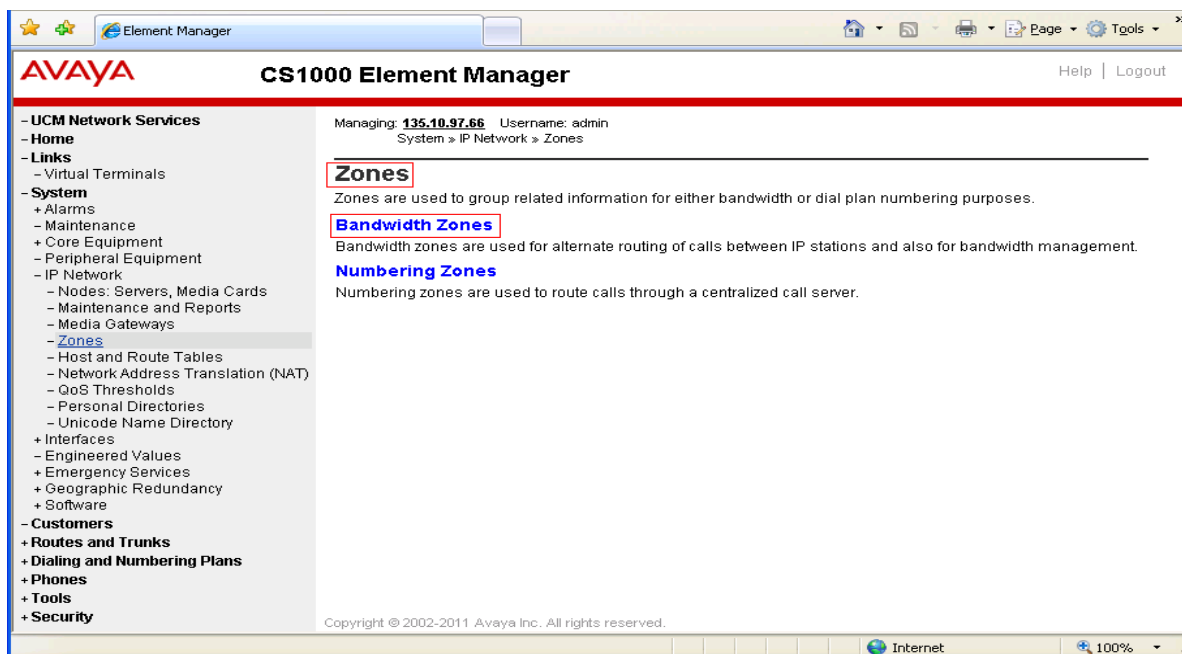 Element Manager
Page
Tools
»
AVAYA
CS1000 Element Manager
Help | Logout
- UCM Network Services
- Home
- Links
- Virtual Terminals
- System
+ Alarms
- Maintenance
+ Core Equipment
- Peripheral Equipment
- IP Network
- Nodes: Servers, Media Cards
- Maintenance and Reports
- Media Gateways
- Zones
- Host and Route Tables
- Network Address Translation (NAT)
- QoS Thresholds
- Personal Directories
- Unicode Name Directory
+ Interfaces
- Engineered Values
+ Emergency Services
+ Geographic Redundancy
+ Software
- Customers
+ Routes and Trunks
+ Dialing and Numbering Plans
+ Phones
+ Tools
+ Security
Managing: 135.10.97.66 Username: admin
System » IP Network » Zones
Zones
Zones are used to group related information for either bandwidth or dial plan numbering purposes.
Bandwidth Zones
Bandwidth zones are used for alternate routing of calls between IP stations and also for bandwidth management.
Numbering Zones
Numbering zones are used to route calls through a centralized call server.
Copyright © 2002-2011 Avaya Inc. All rights reserved.
Internet
100%